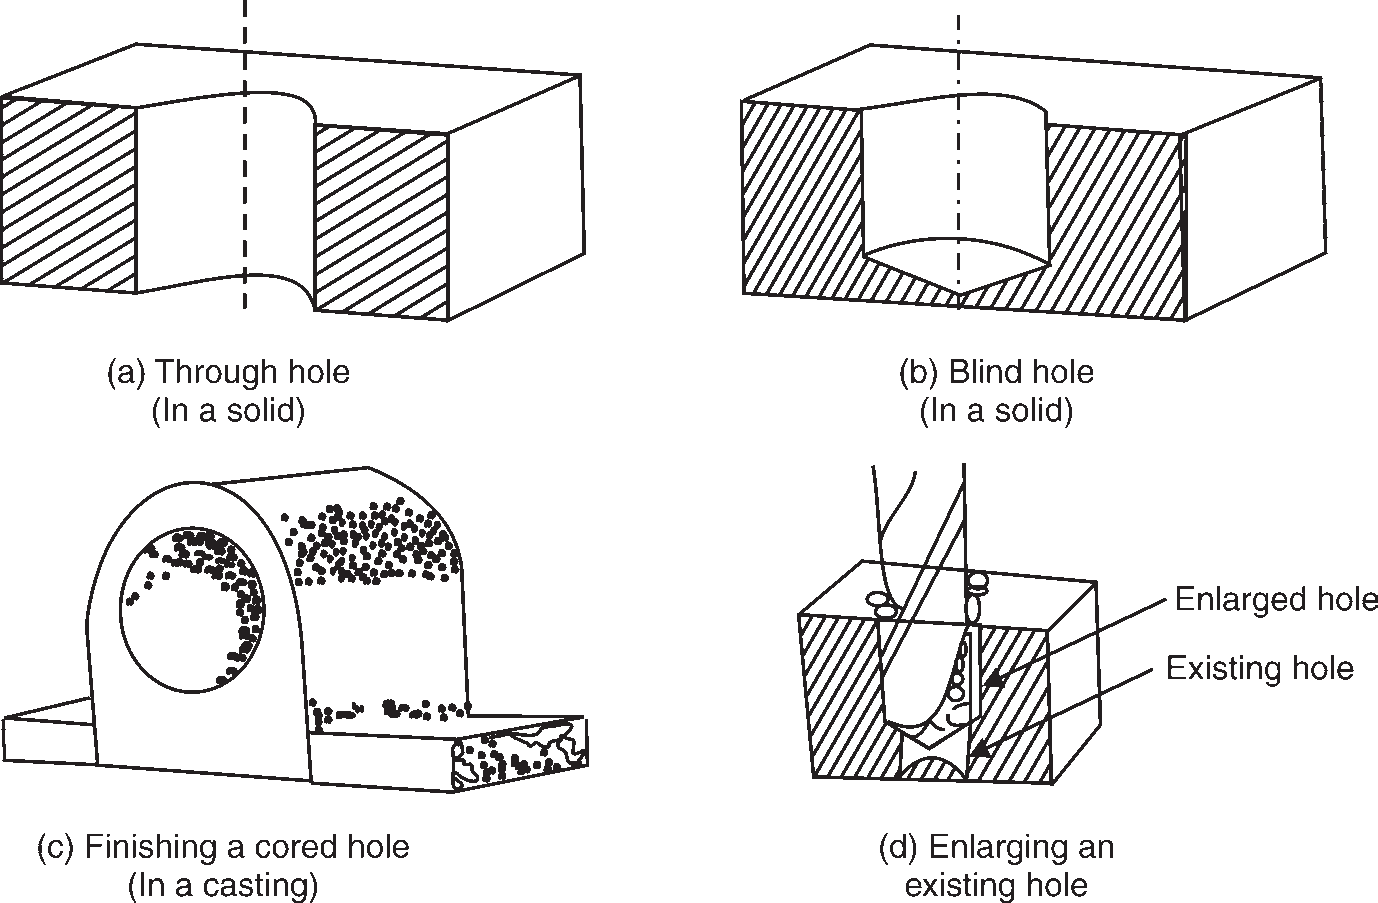 (a) Through hole
(In a solid)
(b) Blind hole
(In a solid)
Enlarged hole
Existing hole
(c) Finishing a cored hole
(In a casting)
(d) Enlarging an
existing hole